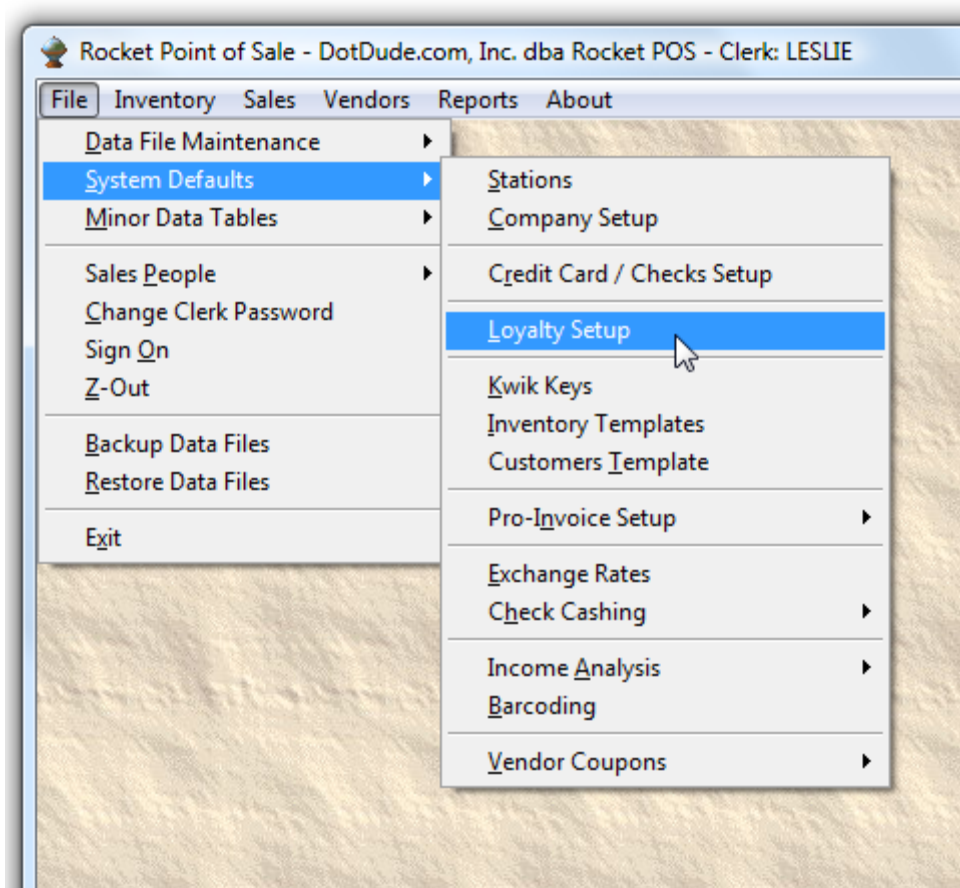 Rocket Point of Sale - DotDude.com, Inc. dba Rocket POS - Clerk: LESLIE
File Inventory Sales Vendors Reports About
Data File Maintenance
System Defaults
Minor Data Tables
Sales People
Change Clerk Password
Sign On
Z-Out
Backup Data Files
Restore Data Files
Exit
Stations
Company Setup
Credit Card / Checks Setup
Loyalty Setup
Kwik Keys
Inventory Templates
Customers Template
Pro-Invoice Setup
Exchange Rates
Check Cashing
Income Analysis
Barcoding
Vendor Coupons